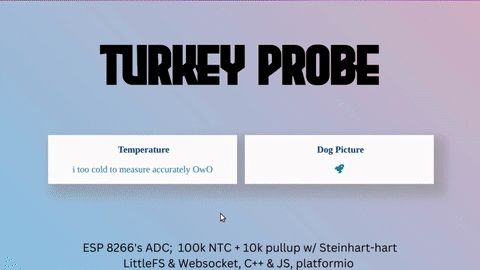 TURKEY PROBE
Temperature
i too cold to measure accurately OwO
Dog Picture
ESP 8266's ADC; 100k NTC + 10k pullup w/ Steinhart-hart
LittleFS & Websocket, C++ & JS, platformio